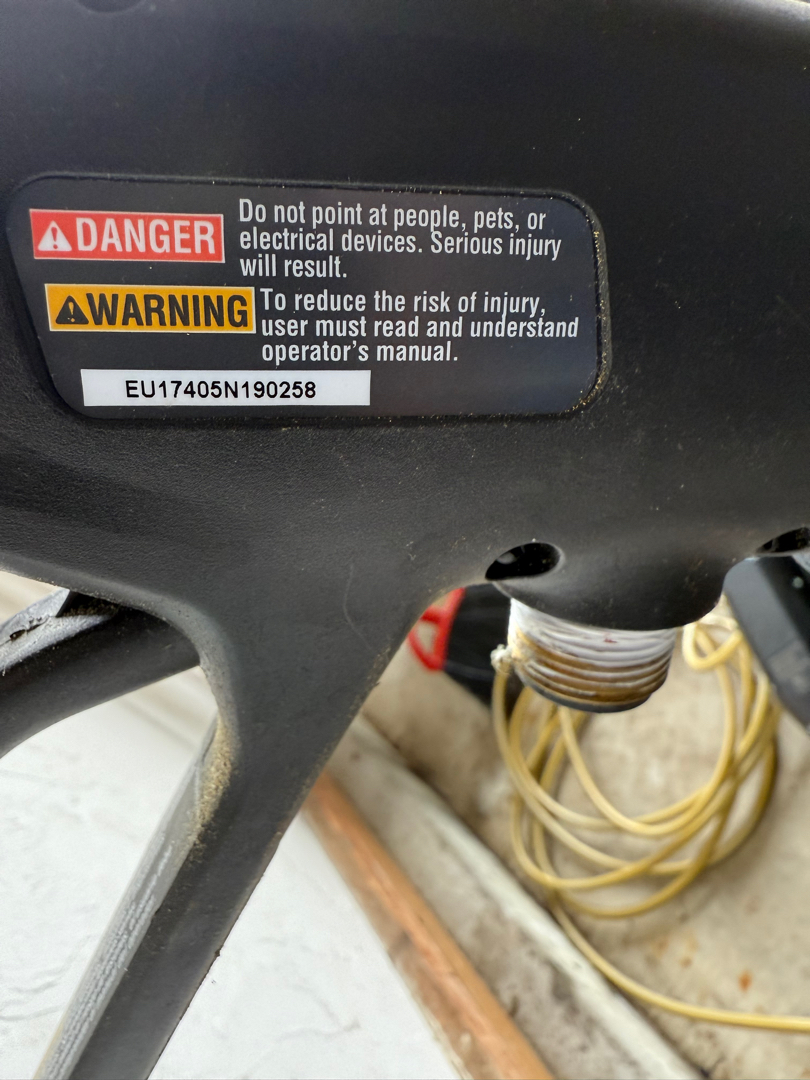 DANGER
Do not point at people, pets, or
electrical devices. Serious injury
will result.
WARNING
To reduce the risk of injury,
user must read and understand
operator's manual.
EU17405N190258